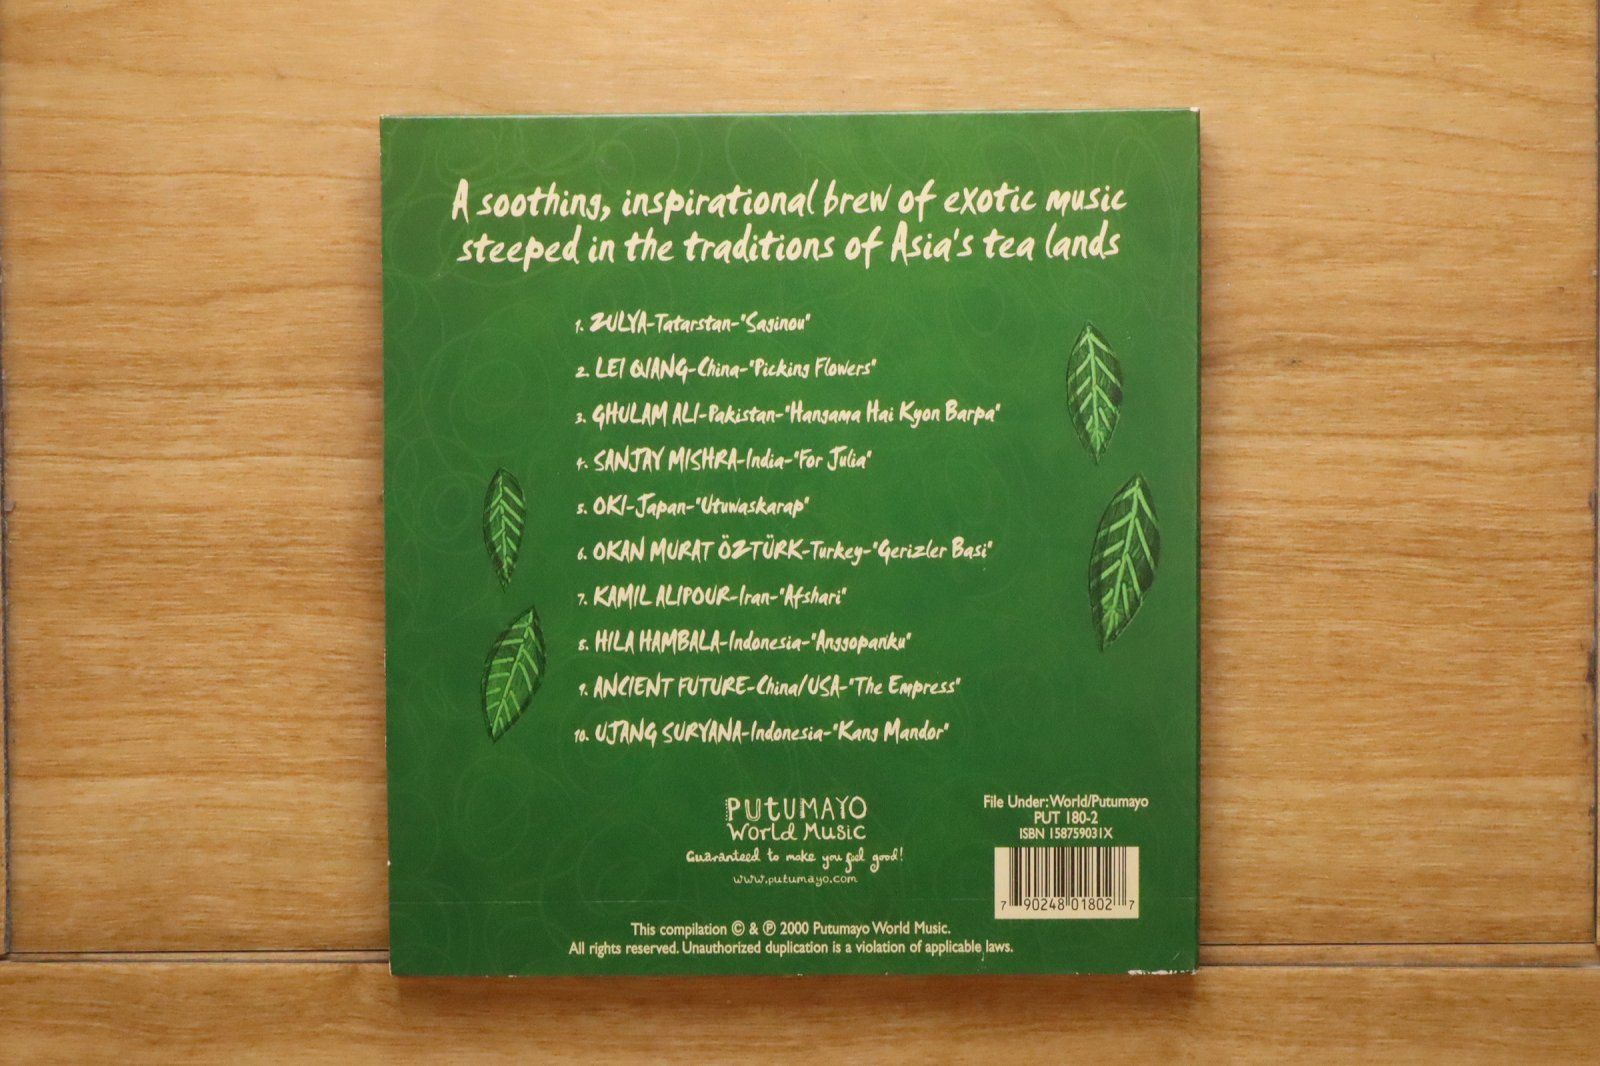 A soothing, inspirational brew of exotic music
steeped in the traditions of Asia's tea lands
1. ZULYA-Tatarstan-"Saginou"
2. LEI QIANG-China-"Picking Flowers"
3. GHULAM ALI-Pakistan-"Hangama Hai Kyon Barpa"
4. SANJAY MISHRA-India-"For Julia"
5. OKI-Japan-"Utuwaskarap"
6. OKAN MURAT ÖZTÜRK-Turkey-"Gerizler Basi"
7. KAMIL ALIPOUR-Iran-"Afshari"
8. HILA HAMBALA-Indonesia-"Anggopanku"
9. ANCIENT FUTURE-China/USA-"The Empress"
10. UJANG SURYANA-Indonesia-"Kang Mandor"
PUTUMAYO
World Music
Guaranteed to make you feel good!
www.putumayo.com
File Under: World/Putumayo
PUT 180-2
ISBN 158759031X
7 90248 01802 7
This compilation © & ℗ 2000 Putumayo World Music.
All rights reserved. Unauthorized duplication is a violation of applicable laws.